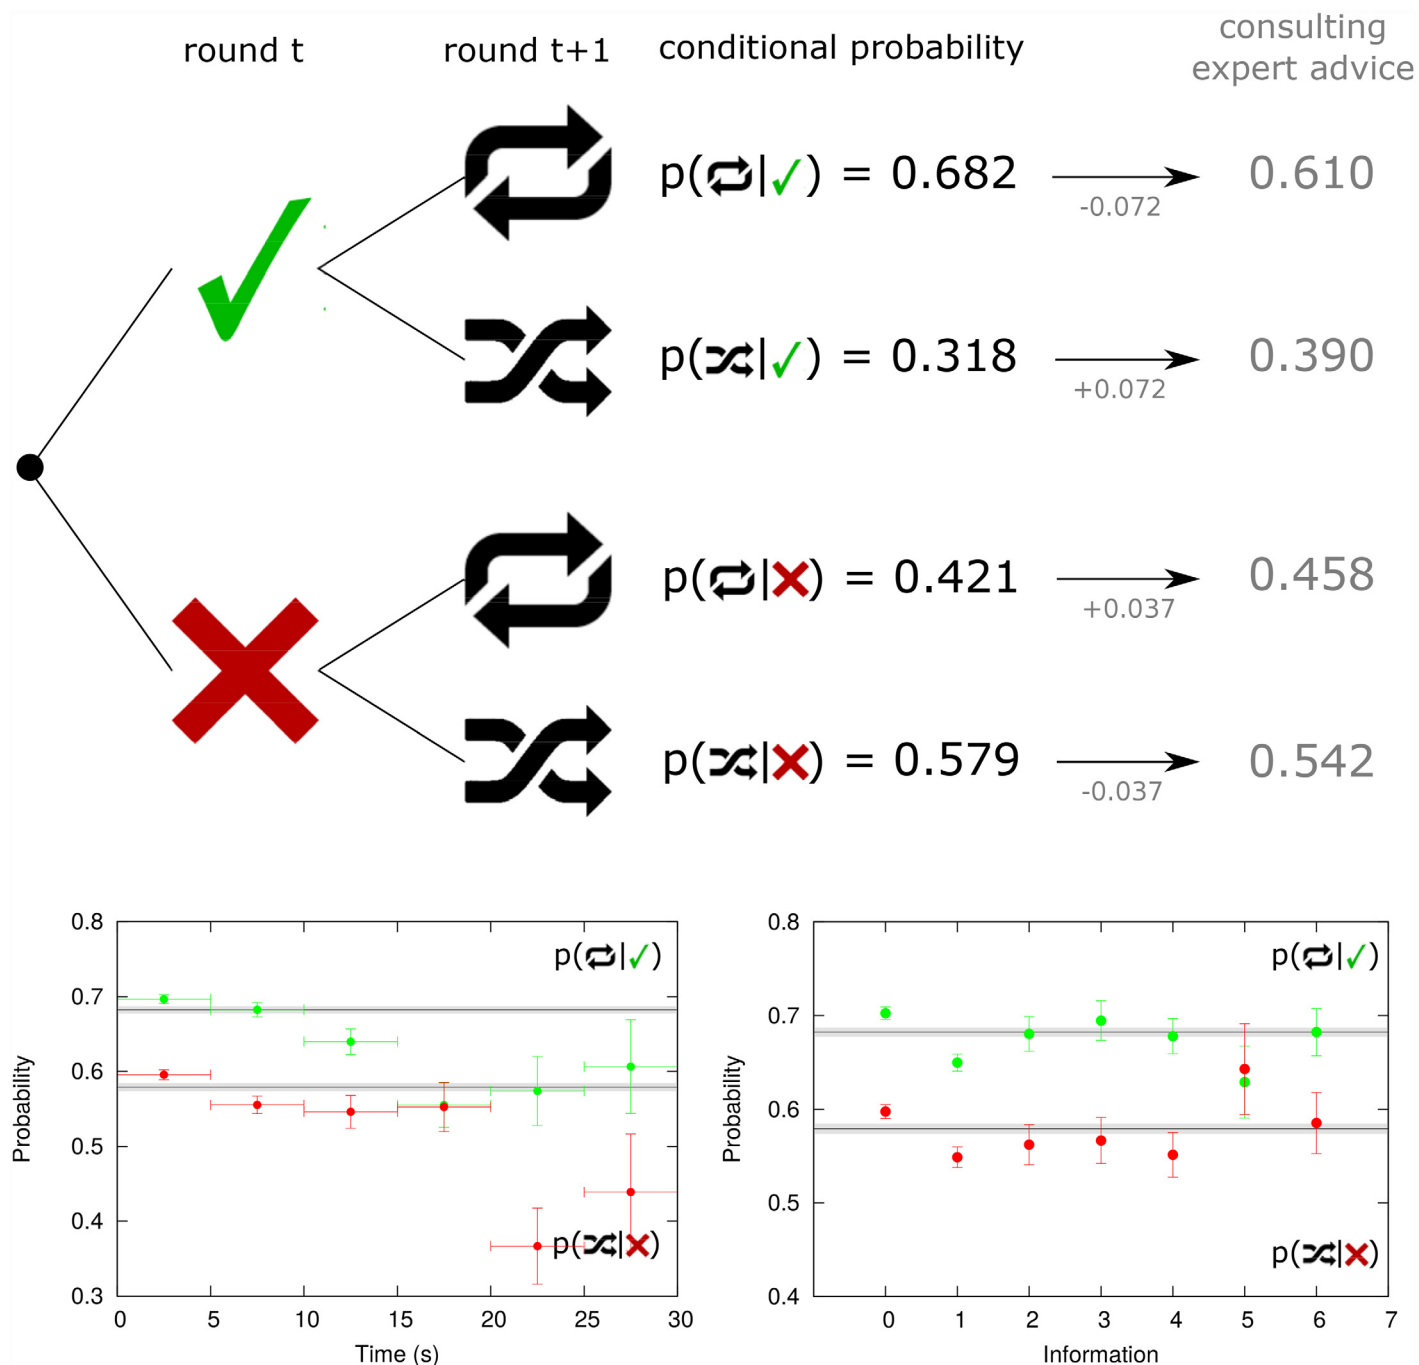 round t
round t+1
conditional probability
consulting
expert advice
p(|✓) = 0.682
-0.072
0.610
p(|✓) = 0.318
+0.072
0.390
p(|✗) = 0.421
+0.037
0.458
p(|✗) = 0.579
-0.037
0.542
Probability
0.8
0.7
0.6
0.5
0.4
0.3
0 5 10 15 20 25 30
Time (s)
p(|✓)
p(|✗)
Probability
0.8
0.7
0.6
0.5
0.4
0 1 2 3 4 5 6 7
Information
p(|✓)
p(|✗)